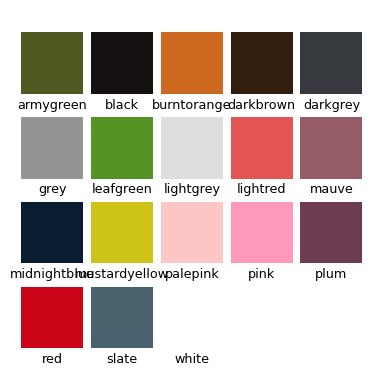 armygreen black burntorange darkbrown darkgrey
grey leafgreen lightgrey lightred mauve
midnightblue mustardyellow palepink pink plum
red slate white